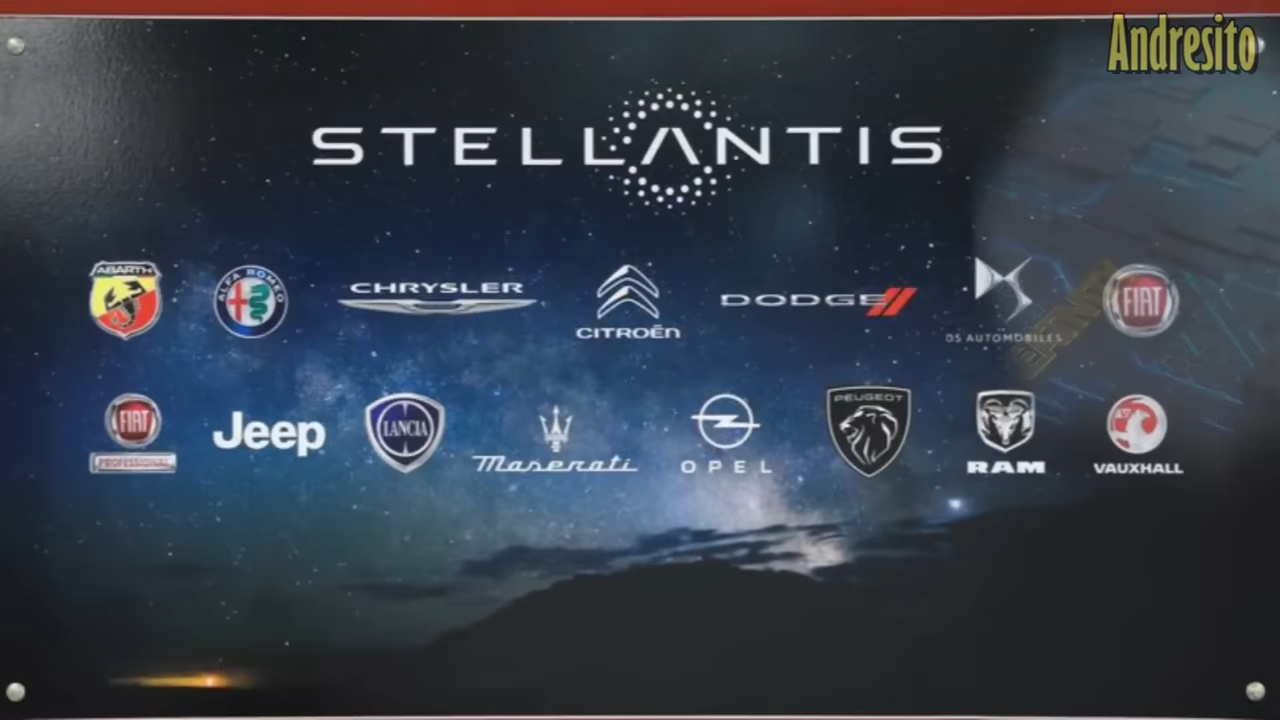 Andresito
STELLANTIS
ABARTH
ALFA ROMEO
CHRYSLER
CITROËN
DODGE
DS AUTOMOBILES
FIAT
FIAT
PROFESSIONAL
Jeep
LANCIA
Maserati
OPEL
PEUGEOT
RAM
VAUXHALL